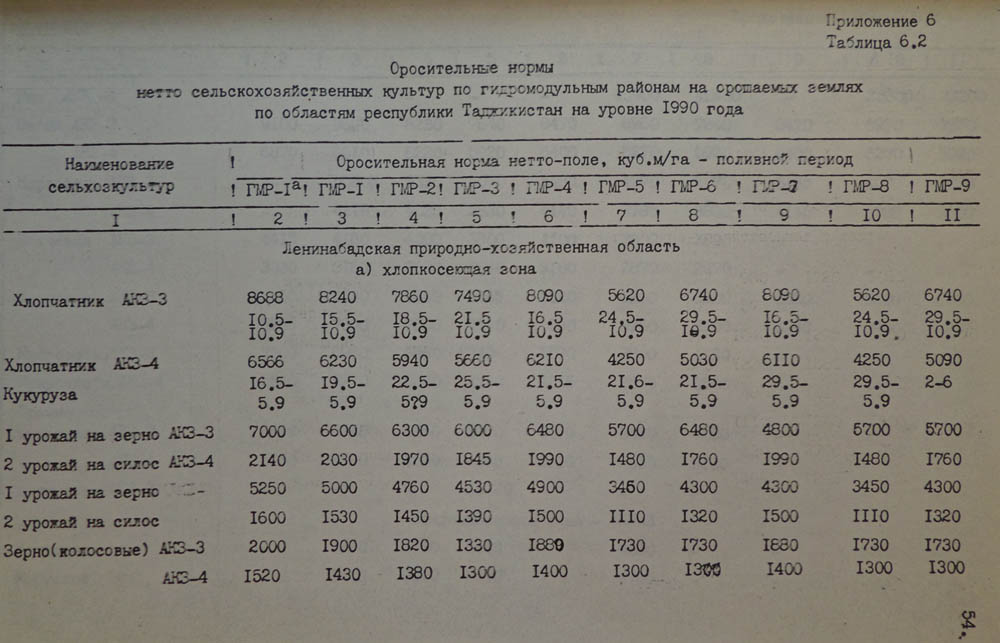 Приложение 6
Таблица 6.2
Оросительные нормы
нетто сельскохозяйственных культур по гидромодульным районам на орошаемых землях
по областям республики Таджикистан на уровне 1990 года
Наименование ! Оросительная норма нетто-поле, куб.м/га - поливной период !
сельхозкультур ! ГМР-Iа! ГМР-I ! ГМР-2! ГМР-3 ! ГМР-4 ! ГМР-5 ! ГМР-6 ! ГМР-7 ! ГМР-8 ! ГМР-9
I ! 2 ! 3 ! 4 ! 5 ! 6 ! 7 ! 8 ! 9 ! I0 ! II
Ленинабадская природно-хозяйственная область
а) хлопкосеющая зона
Хлопчатник АКЗ-3 8688 8240 7860 7490 8090 5620 6740 8090 5620 6740
I0.5- I5.5- I8.5- 2I.5 I6.5 24.5- 29.5- I6.5- 24.5- 29.5-
I0.9 I0.9 I0.9 I0.9 I0.9 I0.9 I0.9 I0.9 I0.9. I0.9
Хлопчатник АКЗ-4 6566 6230 5940 5660 62I0 4250 5030 6II0 4250 5090
I6.5- I9.5- 22.5- 25.5- 2I.5- 2I.6- 2I.5- 29.5- 29.5- 2-6
Кукуруза 5.9 5.9 5?9 5.9 5.9 5.9 5.9 5.9 5.9
I урожай на зерно АКЗ-3 7000 6600 6300 6000 6480 5700 6480 4800 5700 5700
2 урожай на силос АКЗ-4 2I40 2030 I970 I845 I990 I480 I760 I990 I480 I760
I урожай на зерно 5250 5000 4760 4530 4900 3460 4300 4300 3450 4300
2 урожай на силос I600 I530 I450 I390 I500 III0 I320 I500 III0 I320
Зерно(колосовые) АКЗ-3 2000 I900 I820 I330 I880 I730 I730 I880 I730 I730
АКЗ-4 I520 I430 I380 I300 I400 I300 I300 I400 I300 I300
54.